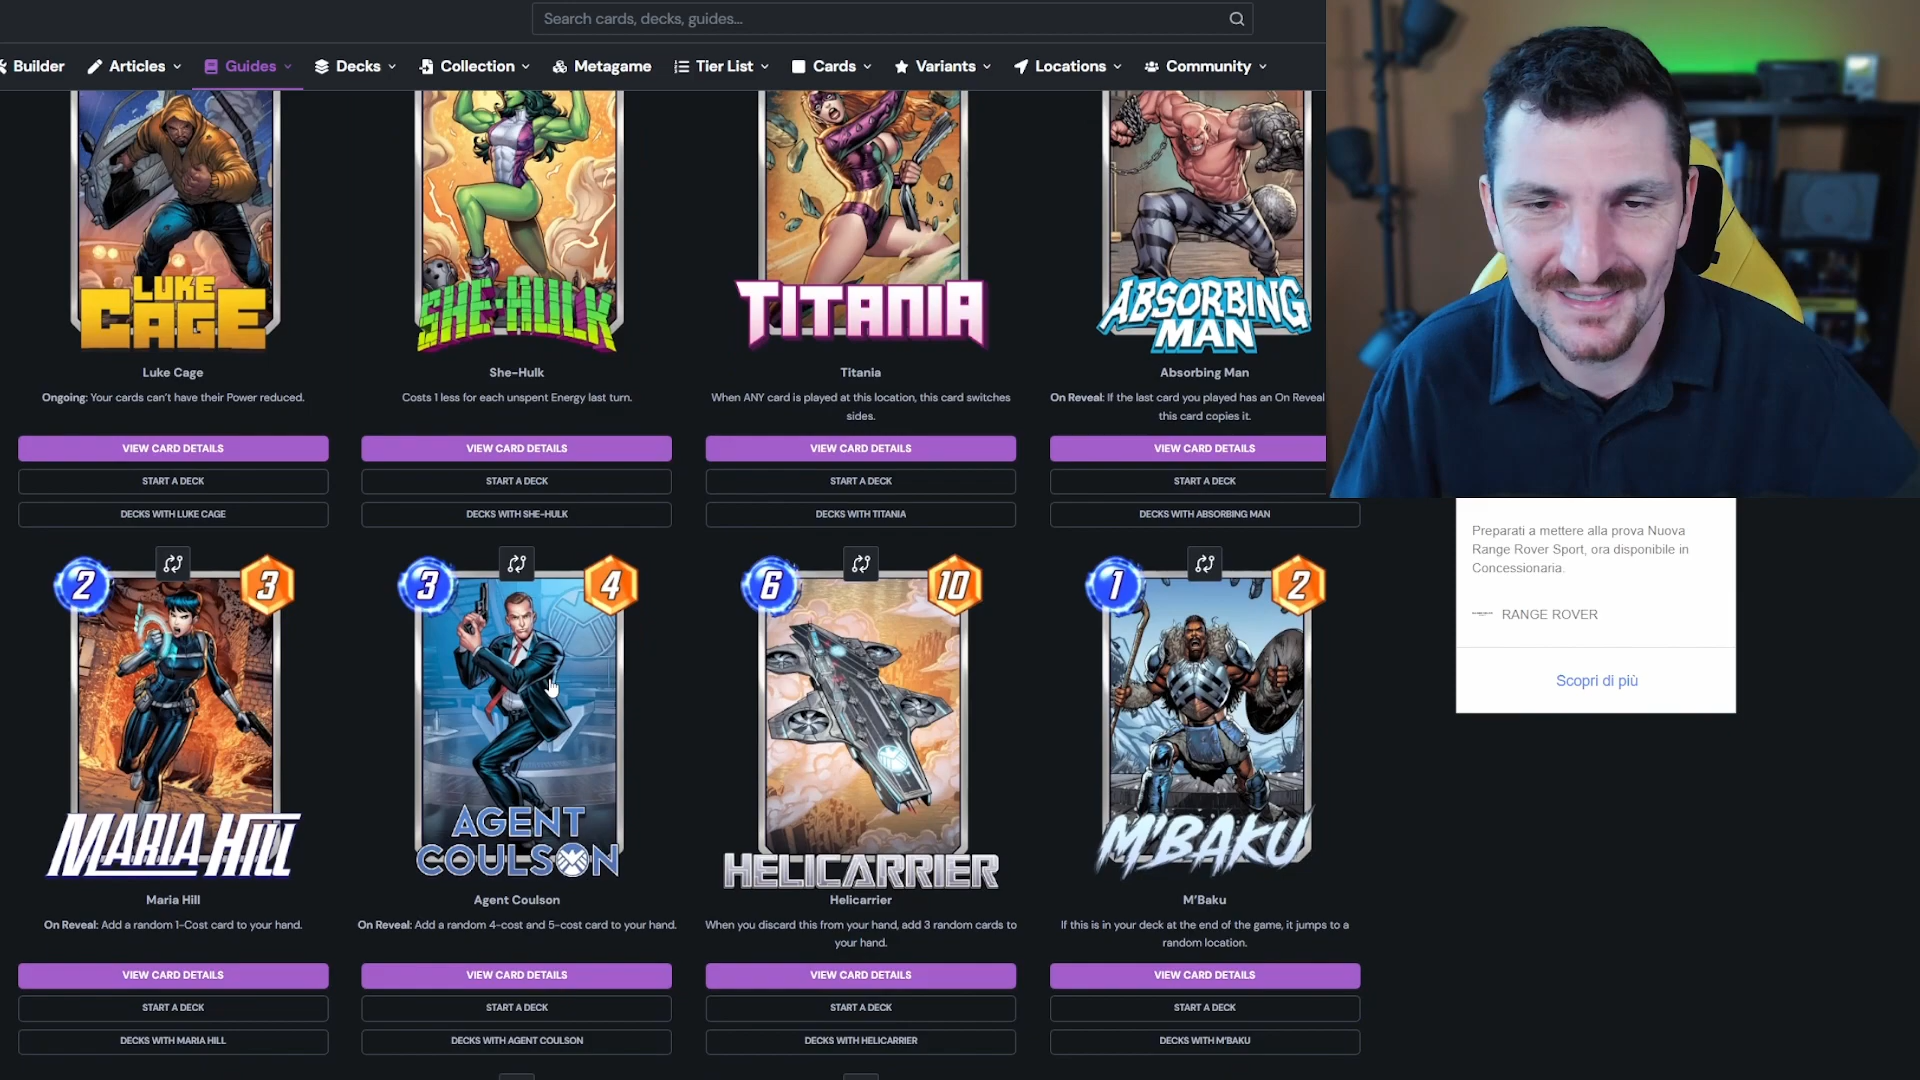 Search cards, decks, guides...
Builder
Articles
Guides
Decks
Collection
Metagame
Tier List
Cards
Variants
Locations
Community
LUKE
CAGE
SHE-HULK
TITANIA
ABSORBING
MAN
Luke Cage
She-Hulk
Titania
Absorbing Man
Ongoing: Your cards can't have their Power reduced.
Costs 1 less for each unspent Energy last turn.
When ANY card is played at this location, this card switches
sides.
On Reveal: If the last card you played has an On Reveal
this card copies it.
VIEW CARD DETAILS
VIEW CARD DETAILS
VIEW CARD DETAILS
VIEW CARD DETAILS
START A DECK
START A DECK
START A DECK
START A DECK
DECKS WITH LUKE CAGE
DECKS WITH SHE-HULK
DECKS WITH TITANIA
DECKS WITH ABSORBING MAN
2
3
3
4
6
10
1
2
MARIA HILL
AGENT
COULSON
HELICARRIER
M'BAKU
Maria Hill
Agent Coulson
Helicarrier
M'Baku
On Reveal: Add a random 1-Cost card to your hand.
On Reveal: Add a random 4-cost and 5-cost card to your hand.
When you discard this from your hand, add 3 random cards to
your hand.
If this is in your deck at the end of the game, it jumps to a
random location.
VIEW CARD DETAILS
VIEW CARD DETAILS
VIEW CARD DETAILS
VIEW CARD DETAILS
START A DECK
START A DECK
START A DECK
START A DECK
DECKS WITH MARIA HILL
DECKS WITH AGENT COULSON
DECKS WITH HELICARRIER
DECKS WITH M'BAKU
Preparati a mettere alla prova Nuova
Range Rover Sport, ora disponibile in
Concessionaria.
RANGE ROVER
Scopri di più